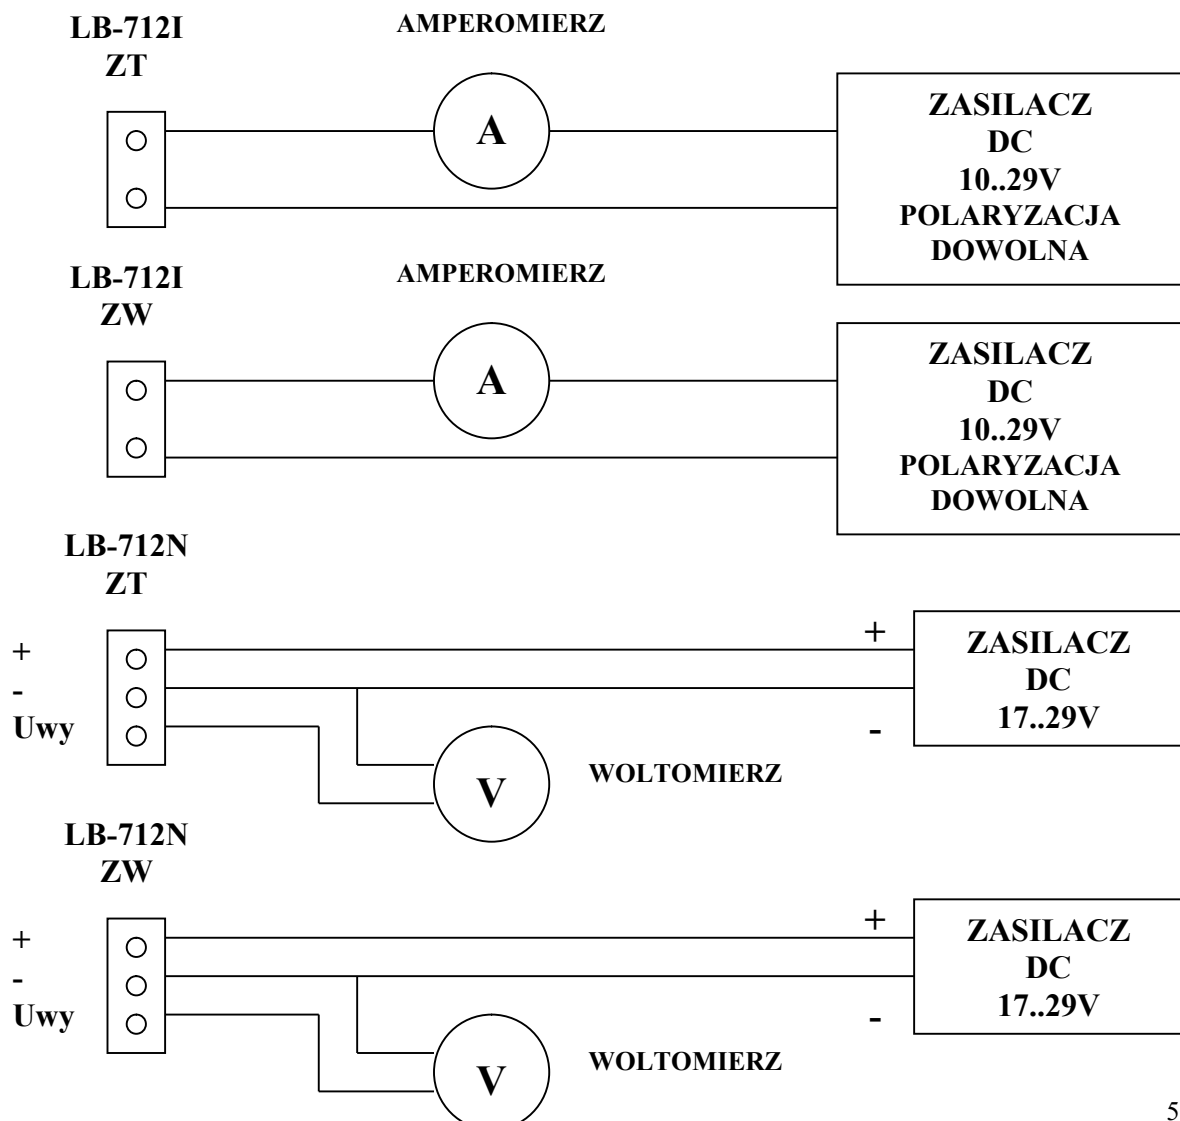 LB-712I
ZT
AMPEROMIERZ
A
ZASILACZ
DC
10..29V
POLARYZACJA
DOWOLNA
LB-712I
ZW
AMPEROMIERZ
A
ZASILACZ
DC
10..29V
POLARYZACJA
DOWOLNA
LB-712N
ZT
+
-
Uwy
+
-
ZASILACZ
DC
17..29V
V
WOLTOMIERZ
LB-712N
ZW
+
-
Uwy
+
-
ZASILACZ
DC
17..29V
V
WOLTOMIERZ
5